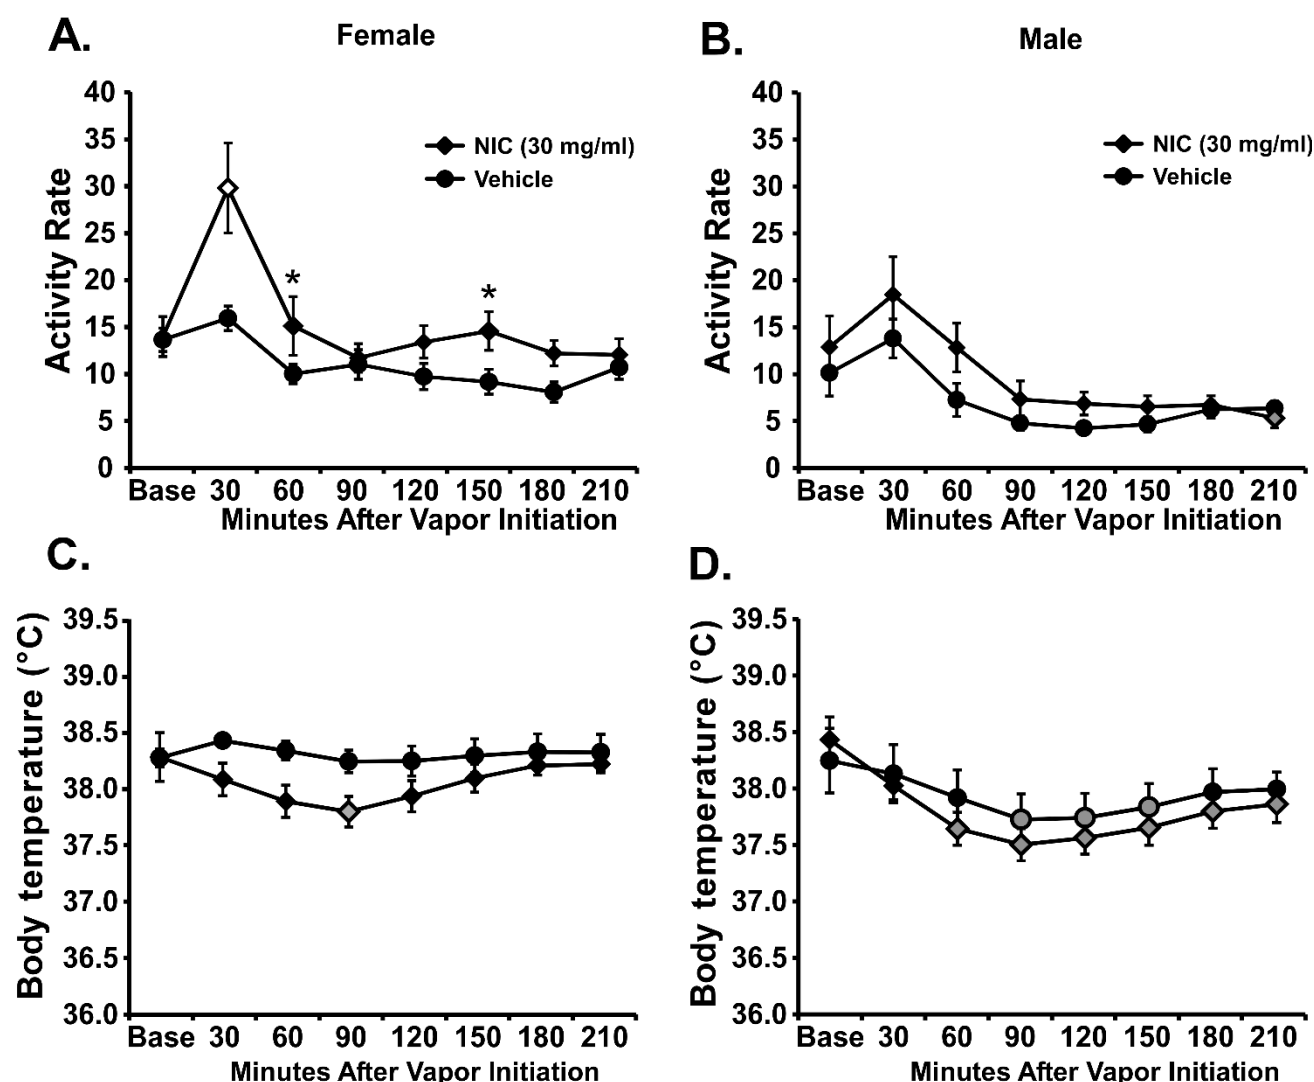 A.
Female
40
35
30
25
20
15
10
5
0
Activity Rate
NIC (30 mg/ml)
Vehicle
*
*
Base 30 60 90 120 150 180 210
Minutes After Vapor Initiation
B.
Male
40
35
30
25
20
15
10
5
0
Activity Rate
NIC (30 mg/ml)
Vehicle
Base 30 60 90 120 150 180 210
Minutes After Vapor Initiation
C.
39.5
39.0
38.5
38.0
37.5
37.0
36.5
36.0
Body temperature (°C)
Base 30 60 90 120 150 180 210
Minutes After Vapor Initiation
D.
39.5
39.0
38.5
38.0
37.5
37.0
36.5
36.0
Body temperature (°C)
Base 30 60 90 120 150 180 210
Minutes After Vapor Initiation